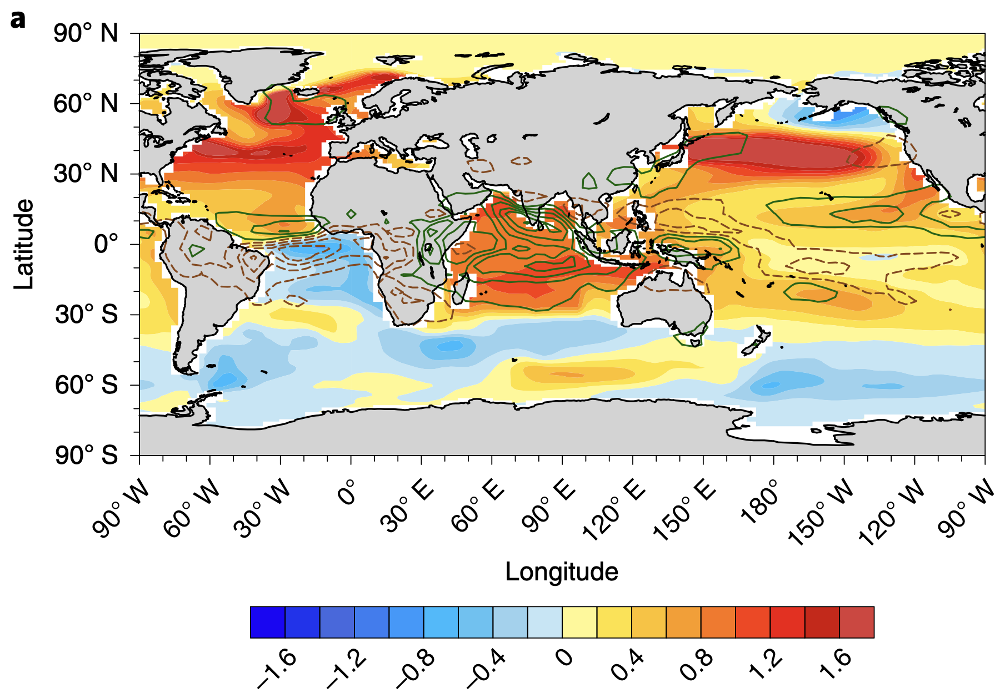 a
90° N
60° N
30° N
0°
30° S
60° S
90° S
Latitude
90° W
60° W
30° W
0°
30° E
60° E
90° E
120° E
150° E
180°
150° W
120° W
90° W
Longitude
−1.6
−1.2
−0.8
−0.4
0
0.4
0.8
1.2
1.6